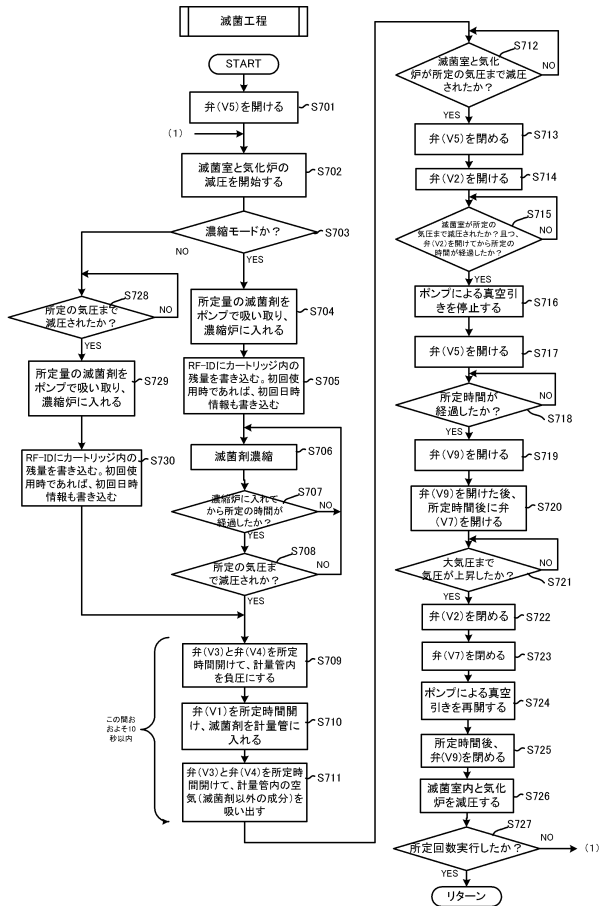 滅菌工程
START
弁(V5)を開ける
S701
(1)
滅菌室と気化炉の
減圧を開始する
S702
濃縮モードか?
S703
NO
YES
所定の気圧まで
減圧されたか?
S728
NO
YES
所定量の滅菌剤を
ポンプで吸い取り、
濃縮炉に入れる
S729
RF-IDにカートリッジ内の
残量を書き込む。初回使
用時であれば、初回日時
情報も書き込む
S730
所定量の滅菌剤を
ポンプで吸い取り、
濃縮炉に入れる
S704
RF-IDにカートリッジ内の
残量を書き込む。初回使
用時であれば、初回日時
情報も書き込む
S705
滅菌剤濃縮
S706
濃縮炉に入れて
から所定の時間が
経過したか?
S707
NO
YES
所定の気圧ま
で減圧されか?
S708
NO
YES
この間お
およそ10
秒以内
弁(V3)と弁(V4)を所定
時間開けて、計量管内
を負圧にする
S709
弁(V1)を所定時間開
け、滅菌剤を計量管に
入れる
S710
弁(V3)と弁(V4)を所定時
間開けて、計量管内の空
気(滅菌剤以外の成分)を
吸い出す
S711
滅菌室と気化
炉が所定の気圧まで減圧
されたか?
S712
NO
YES
弁(V5)を閉める
S713
弁(V2)を開ける
S714
滅菌室が所定の
気圧まで減圧されたか?且つ、
弁(V2)を開けてから所定の
時間が経過したか?
S715
NO
YES
ポンプによる真空引
きを停止する
S716
弁(V5)を開ける
S717
所定時間が
経過したか?
S718
NO
YES
弁(V9)を開ける
S719
弁(V9)を開けた後、
所定時間後に弁
(V7)を開ける
S720
大気圧まで
気圧が上昇したか?
S721
NO
YES
弁(V2)を閉める
S722
弁(V7)を閉める
S723
ポンプによる真空
引きを再開する
S724
所定時間後、
弁(V9)を閉める
S725
滅菌室内と気化
炉を減圧する
S726
所定回数実行したか?
S727
NO
(1)
YES
リターン